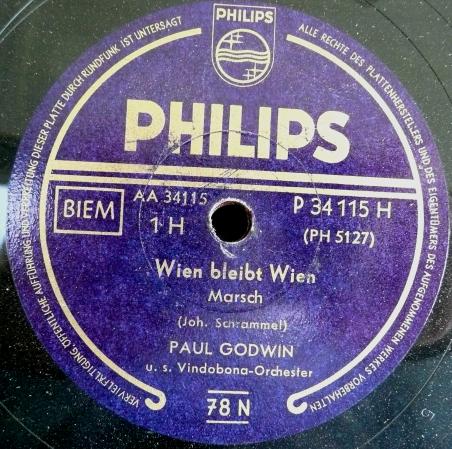 PHILIPS
ALLE RECHTE DES PLATTENHERSTELLERS UND DES EIGENTÜMERS DES AUFGENOMMENEN WERKES VORBEHALTEN
VERVIELFÄLTIGUNG, ÖFFENTLICHE AUFFÜHRUNG UND VERBREITUNG DIESER PLATTE DURCH RUNDFUNK IST UNTERSAGT
PHILIPS
BIEM
AA 34115
1 H
P 34 115 H
(PH 5127)
Wien bleibt Wien
Marsch
(Joh. Schrammel)
PAUL GODWIN
u. s. Vindobona-Orchester
78 N